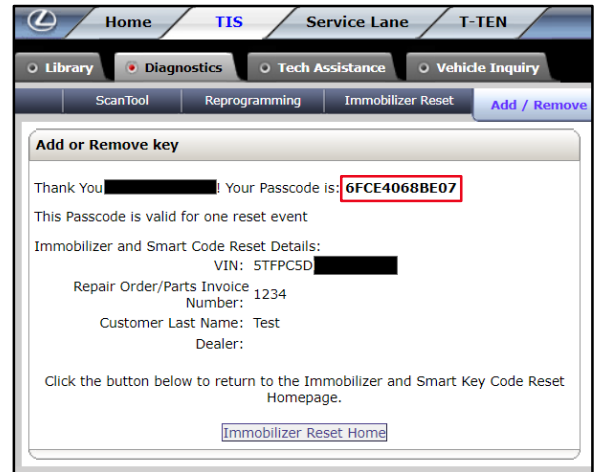 Home TIS Service Lane T-TEN
Library Diagnostics Tech Assistance Vehicle Inquiry
ScanTool Reprogramming Immobilizer Reset Add / Remove
Add or Remove key
Thank You ! Your Passcode is: 6FCE4068BE07
This Passcode is valid for one reset event
Immobilizer and Smart Code Reset Details:
VIN: 5TFPC5D
Repair Order/Parts Invoice
Number: 1234
Customer Last Name: Test
Dealer:
Click the button below to return to the Immobilizer and Smart Key Code Reset
Homepage.
Immobilizer Reset Home